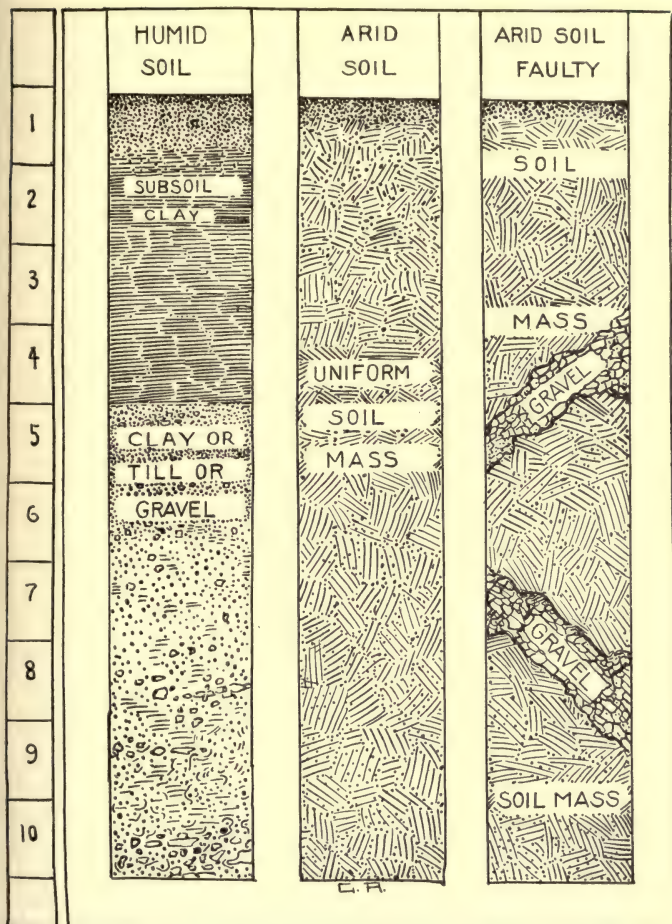 HUMID
SOIL
SUBSOIL
CLAY
CLAY OR
TILL OR
GRAVEL
ARID
SOIL
UNIFORM
SOIL
MASS
ARID SOIL
FAULTY
SOIL
MASS
GRAVEL
GRAVEL
SOIL MASS
1
2
3
4
5
6
7
8
9
10